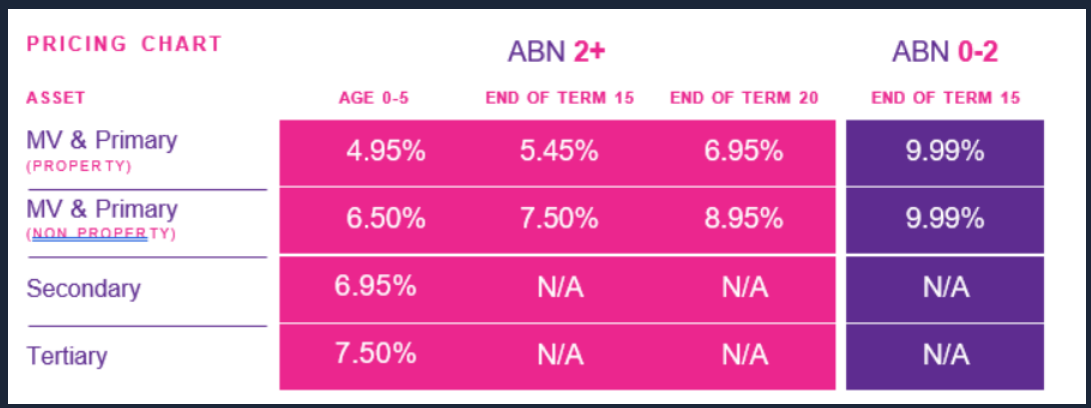 PRICING CHART
ABN 2+ ABN 0-2
ASSET AGE 0-5 END OF TERM 15 END OF TERM 20 END OF TERM 15
MV & Primary 4.95% 5.45% 6.95% 9.99%
(PROPERTY)
MV & Primary 6.50% 7.50% 8.95% 9.99%
(NON PROPERTY)
Secondary 6.95% N/A N/A N/A
Tertiary 7.50% N/A N/A N/A